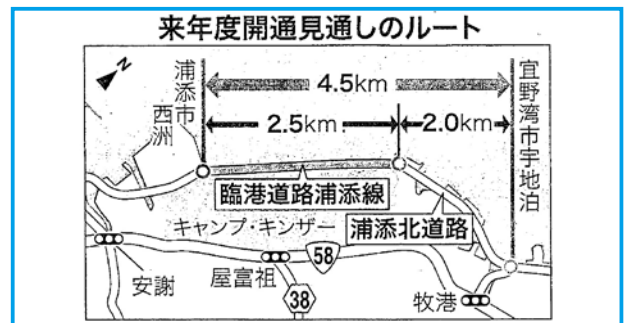 来年度開通見通しのルート
N
浦添市
西洲
4.5km
2.5km
2.0km
宜野湾市宇地泊
臨港道路浦添線
キャンプ・キンザー
浦添北道路
58
安謝
屋富祖
38
牧港